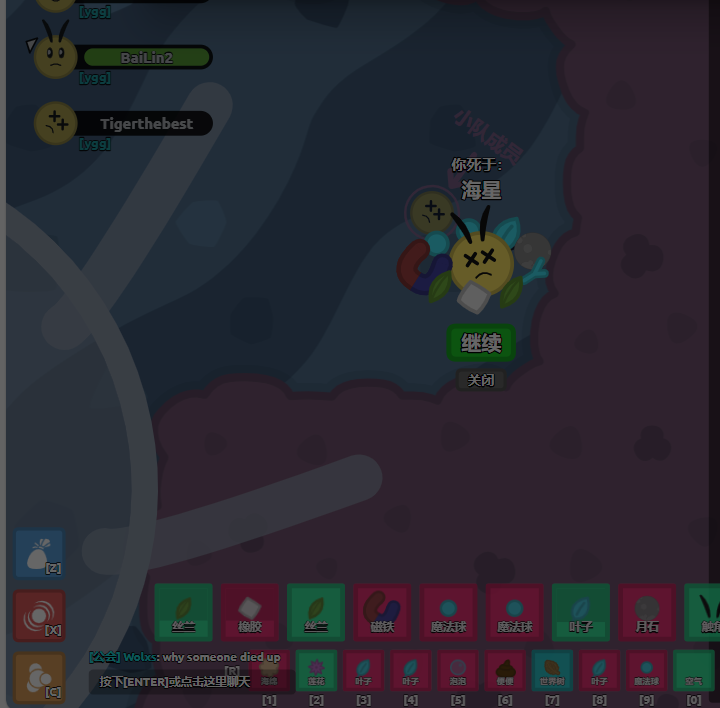 [ygg]
BaiLin2
[ygg]
Tigerthebest
[ygg]
小队成员
你死于:
海星
继续
关闭
[Z]
[X]
[C]
丝兰
橡胶
丝兰
磁铁
魔法球
魔法球
叶子
月石
触角
[公会] Wolxs: why someone died up
按下[ENTER]或点击这里聊天
[R]
莲花
叶子
叶子
泡泡
便便
世界树
叶子
魔法球
空气
[1]
[2]
[3]
[4]
[5]
[6]
[7]
[8]
[9]
[0]